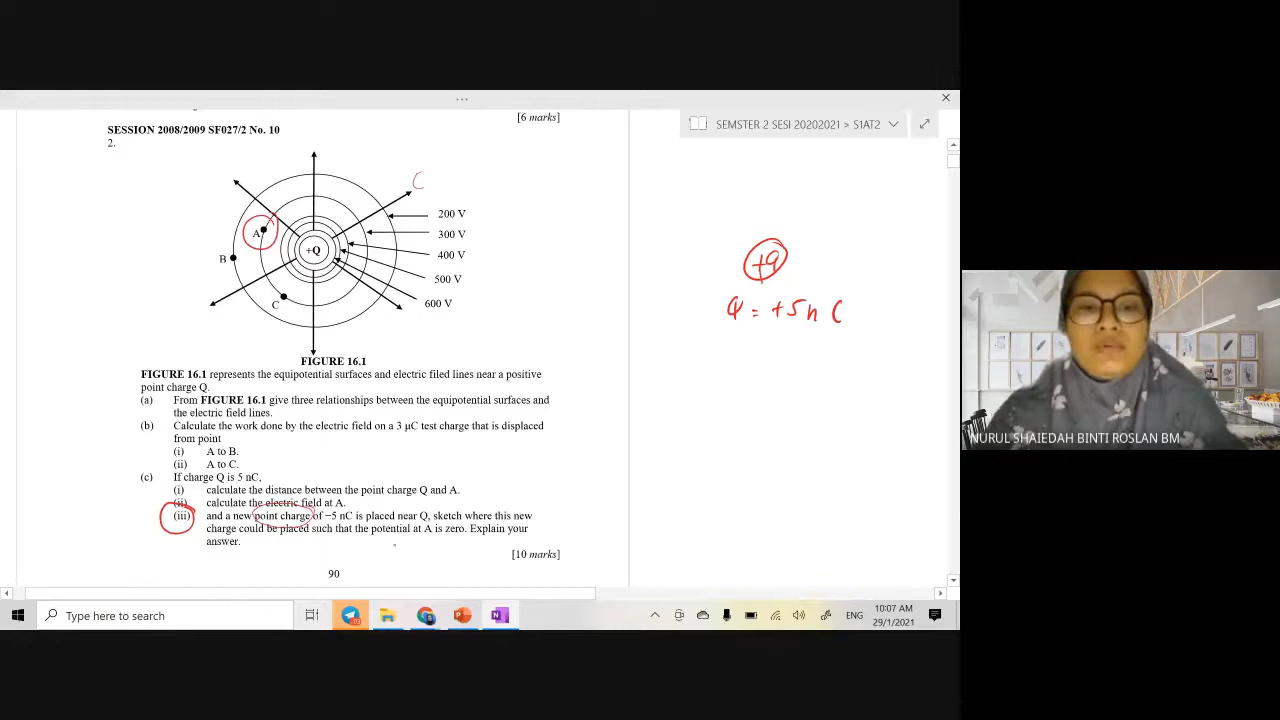 [6 marks]
SESSION 2008/2009 SF027/2 No. 10
2.
SEMSTER 2 SESI 20202021 > S1AT2
C
200 V
A
300 V
+Q
B
400 V
500 V
C
600 V
+q
Q = +5n C
FIGURE 16.1
FIGURE 16.1 represents the equipotential surfaces and electric filed lines near a positive
point charge Q.
(a) From FIGURE 16.1 give three relationships between the equipotential surfaces and
the electric field lines.
(b) Calculate the work done by the electric field on a 3 μC test charge that is displaced
from point
(i) A to B.
(ii) A to C.
(c) If charge Q is 5 nC,
(i) calculate the distance between the point charge Q and A.
(ii) calculate the electric field at A.
(iii) and a new point charge of −5 nC is placed near Q, sketch where this new
charge could be placed such that the potential at A is zero. Explain your
answer.
[10 marks]
90
NURUL SHAIEDAH BINTI ROSLAN BM
Type here to search
ENG
10:07 AM
29/1/2021